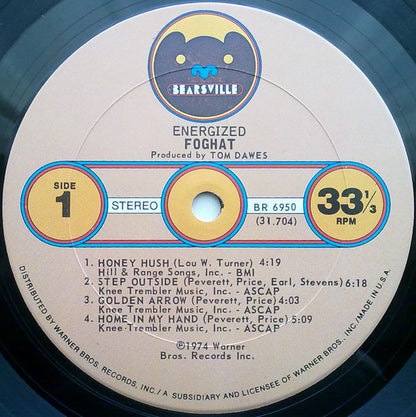 BEARSVILLE
ENERGIZED
FOGHAT
Produced by TOM DAWES
SIDE
1
STEREO
BR 6950
(31.704)
33 1/3
RPM
1. HONEY HUSH (Lou W. Turner) 4:19
Hill & Range Songs, Inc. - BMI
2. STEP OUTSIDE (Peverett, Price, Earl, Stevens) 6:18
Knee Trembler Music, Inc. - ASCAP
3. GOLDEN ARROW (Peverett, Price) 4:03
Knee Trembler Music, Inc. - ASCAP
4. HOME IN MY HAND (Peverett, Price) 5:09
Knee Trembler Music, Inc. - ASCAP
Ⓟ1974 Warner
Bros. Records Inc.
DISTRIBUTED BY WARNER BROS. RECORDS, INC./ A SUBSIDIARY AND LICENSEE OF WARNER BROS. INC./MADE IN U.S.A.